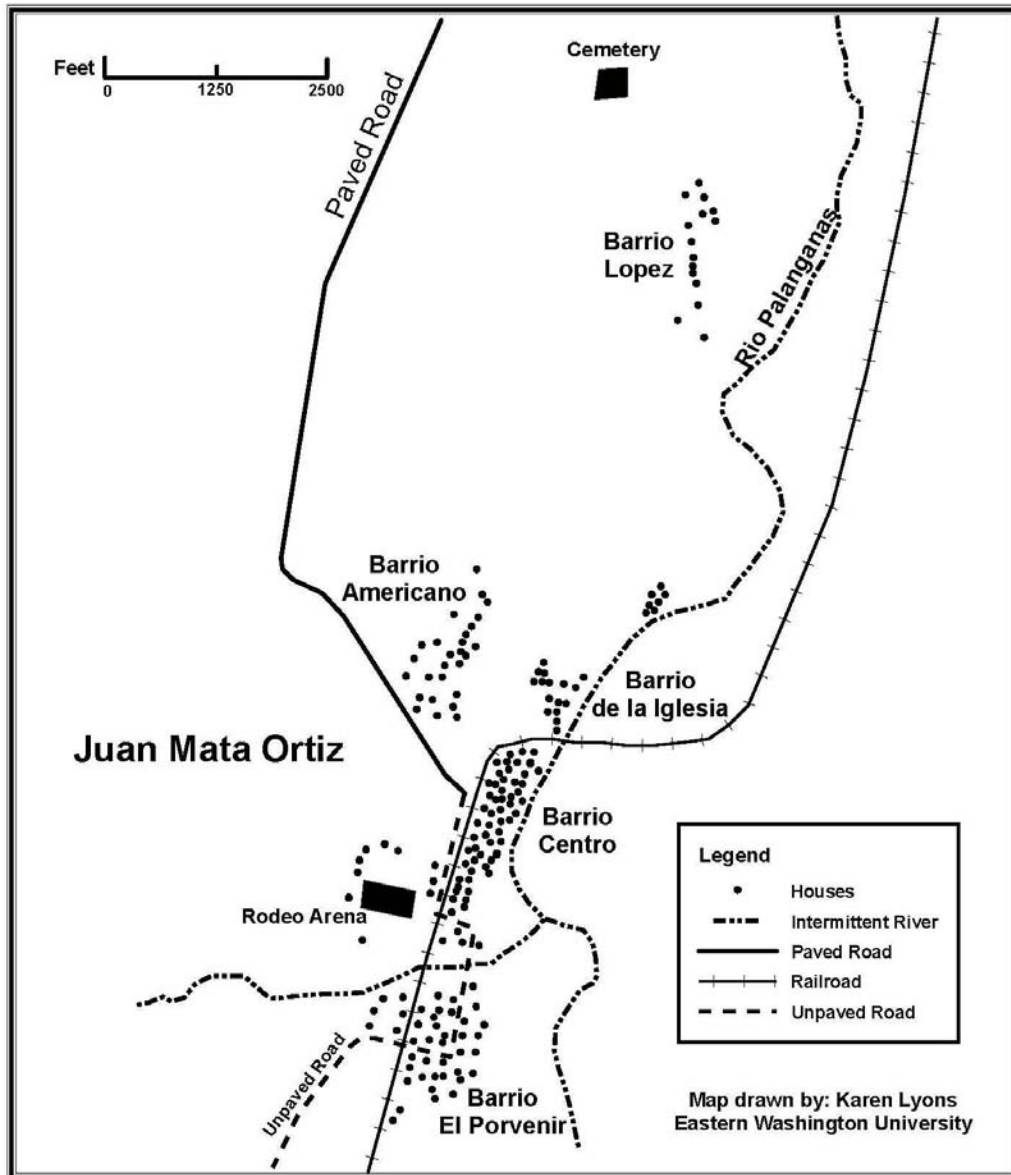 Feet
0 1250 2500
Paved Road
Cemetery
Barrio
Lopez
Rio Palanganas
Barrio
Americano
Barrio
de la Iglesia
Juan Mata Ortiz
Barrio
Centro
Rodeo Arena
Unpaved Road
Barrio
El Porvenir
Legend
Houses
Intermittent River
Paved Road
Railroad
Unpaved Road
Map drawn by: Karen Lyons
Eastern Washington University